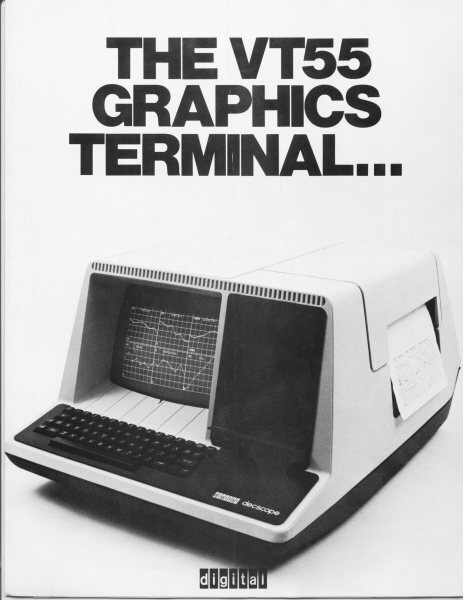 THE VT55
GRAPHICS
TERMINAL...
decscope
digital